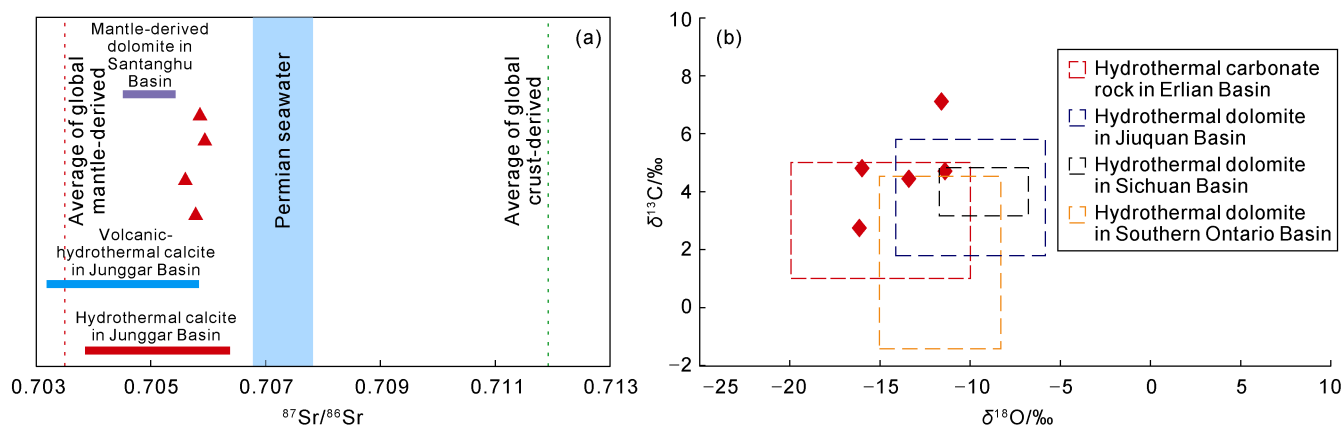 (a)
Mantle-derived
dolomite in
Santanghu
Basin
Average of global
mantle-derived
Permian seawater
Average of global
crust-derived
Volcanic-
hydrothermal calcite
in Junggar Basin
Hydrothermal calcite
in Junggar Basin
0.703 0.705 0.707 0.709 0.711 0.713
⁸⁷Sr/⁸⁶Sr
(b)
10
8
6
4
2
0
−2
δ¹³C/‰
−25 −20 −15 −10 −5 0 5 10
δ¹⁸O/‰
Hydrothermal carbonate
rock in Erlian Basin
Hydrothermal dolomite
in Jiuquan Basin
Hydrothermal dolomite
in Sichuan Basin
Hydrothermal dolomite
in Southern Ontario Basin